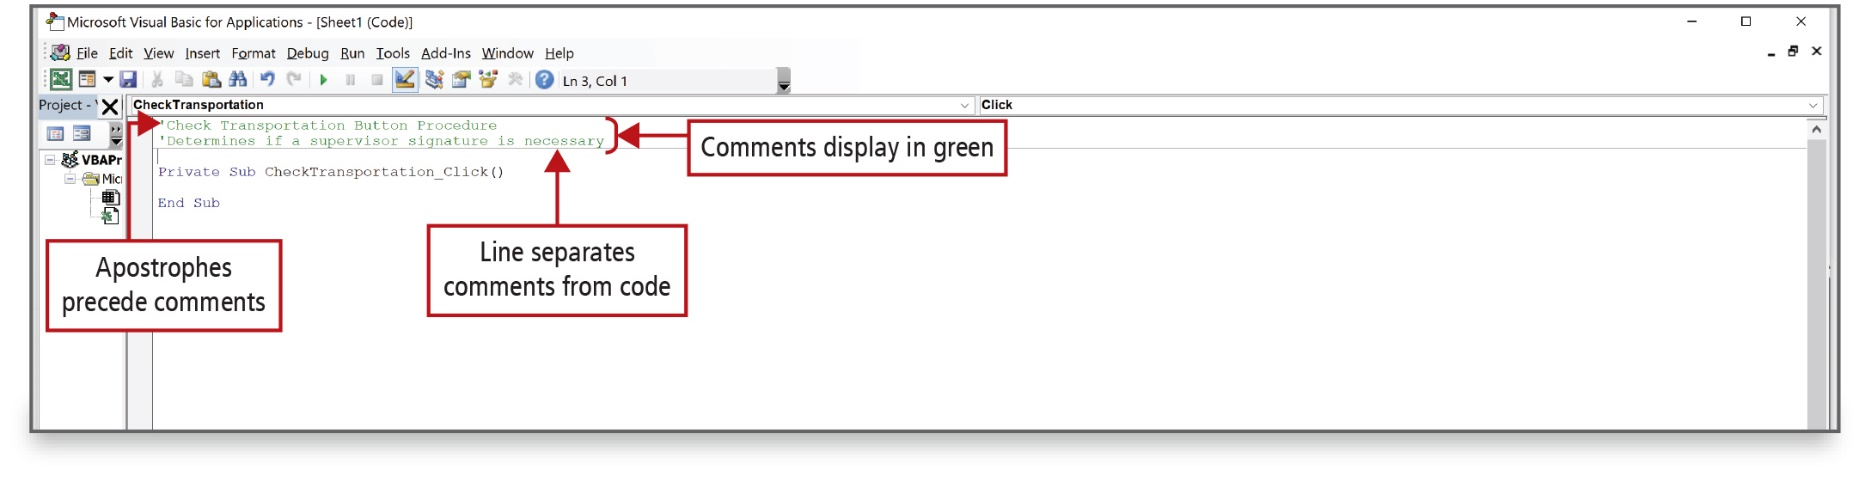 Microsoft Visual Basic for Applications - [Sheet1 (Code)]
File Edit View Insert Format Debug Run Tools Add-Ins Window Help
Ln 3, Col 1
Project -
CheckTransportation
Click
'Check Transportation Button Procedure
'Determines if a supervisor signature is necessary
Comments display in green
VBAPr
Private Sub CheckTransportation_Click()
Mic
End Sub
Apostrophes
precede comments
Line separates
comments from code